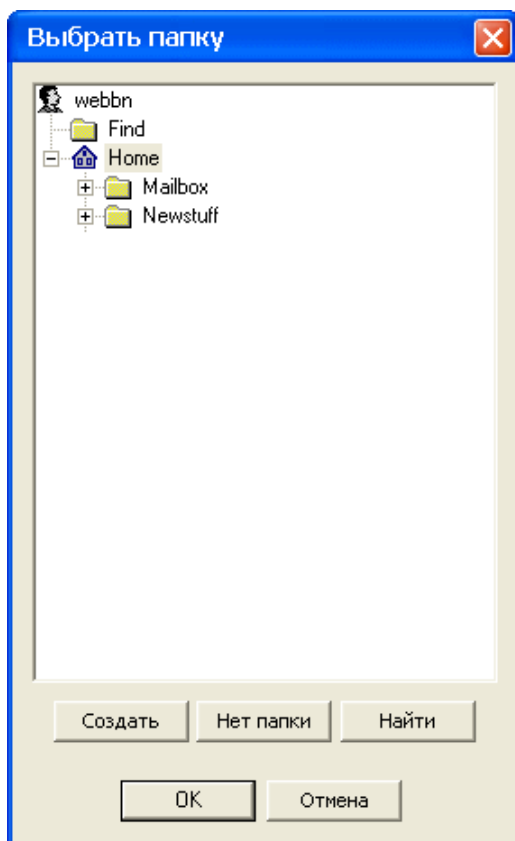 Выбрать папку
webbn
Find
Home
Mailbox
Newstuff
Создать Нет папки Найти
OK Отмена